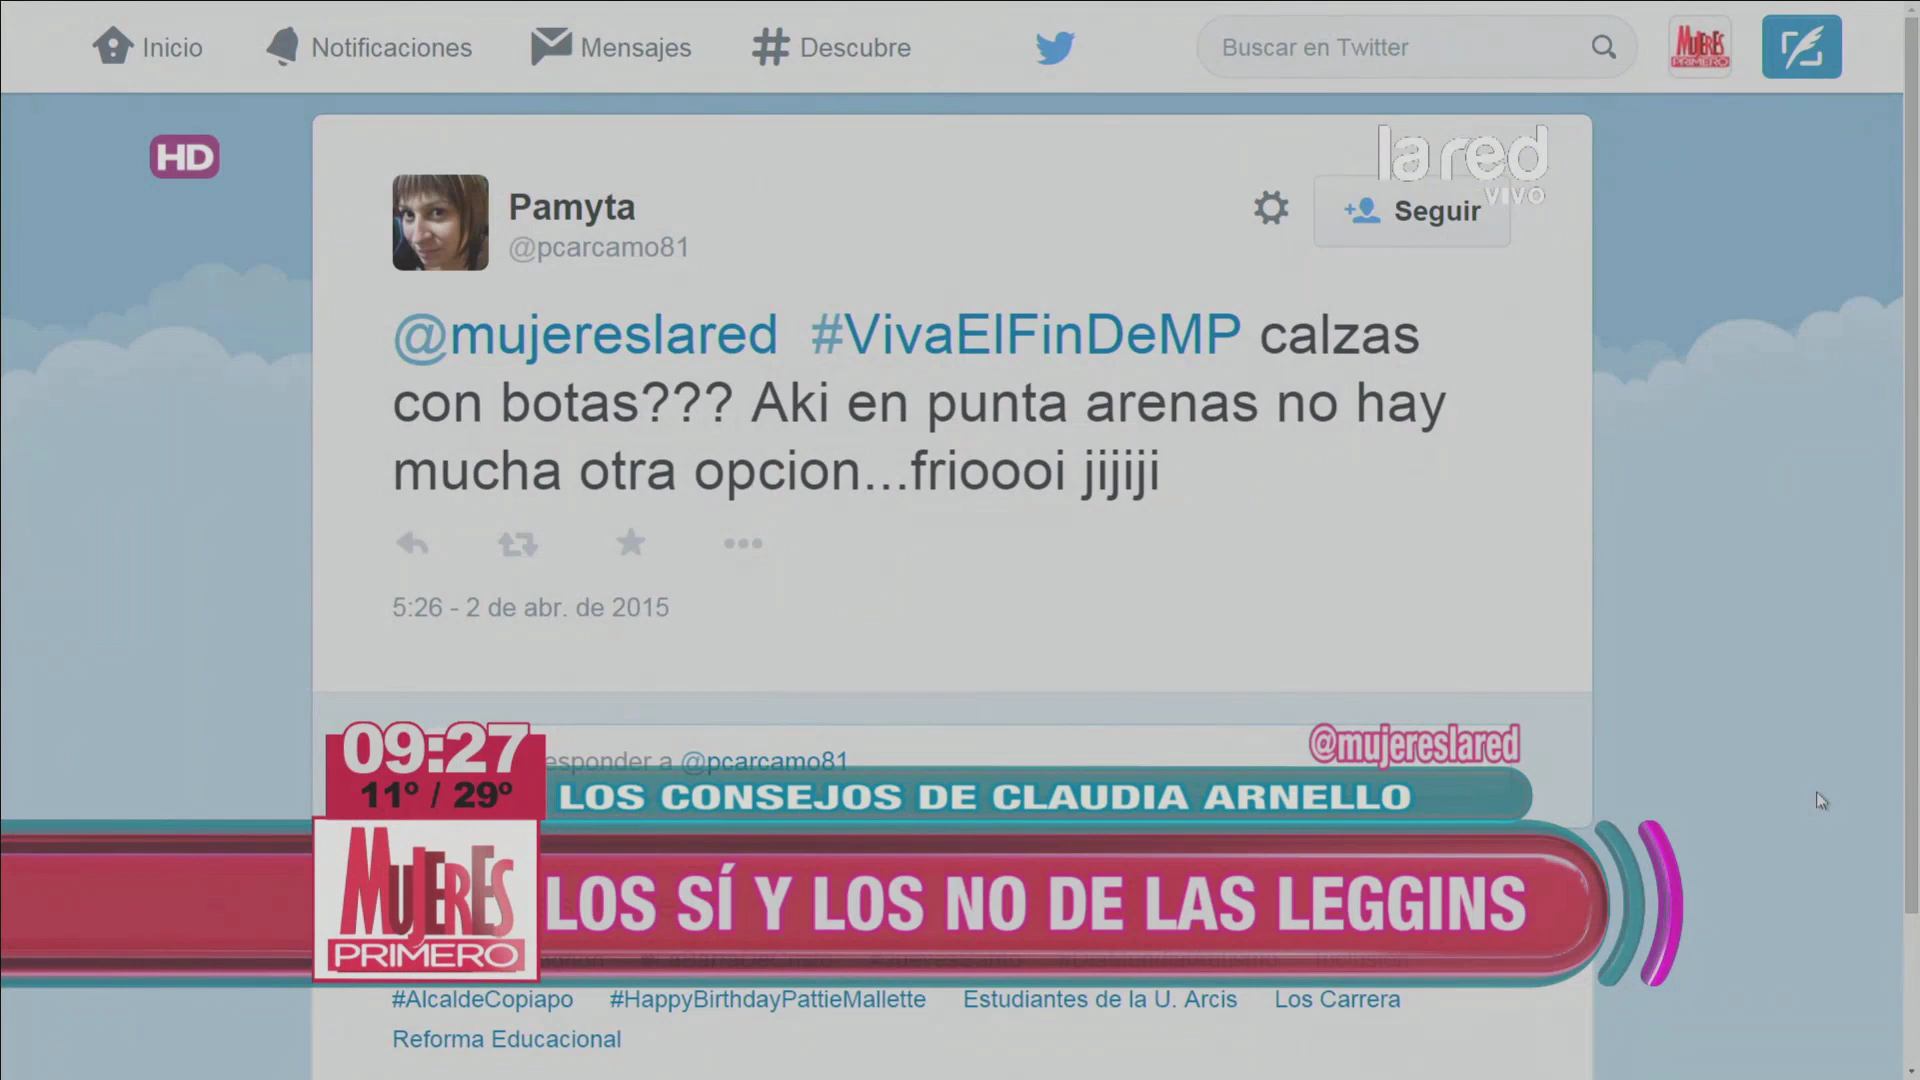 Inicio Notificaciones Mensajes # Descubre Buscar en Twitter MUJERES PRIMERO
HD
la red
VIVO
Pamyta
@pcarcamo81
Seguir
@mujereslared #VivaElFinDeMP calzas
con botas??? Aki en punta arenas no hay
mucha otra opcion...frioooi jijiji
5:26 - 2 de abr. de 2015
09:27
11º / 29º
esponder a @pcarcamo81
@mujereslared
LOS CONSEJOS DE CLAUDIA ARNELLO
MUJERES
PRIMERO
LOS SÍ Y LOS NO DE LAS LEGGINS
#AlcaldeCopiapo #HappyBirthdayPattieMallette Estudiantes de la U. Arcis Los Carrera
Reforma Educacional